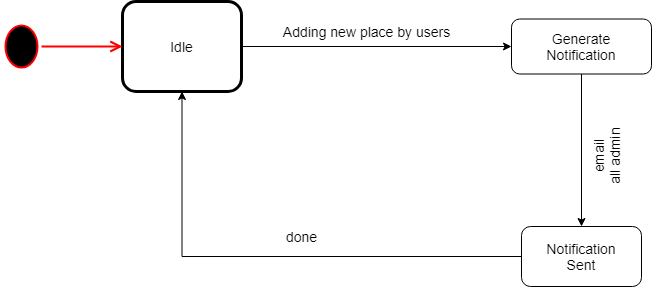 Idle
Adding new place by users
Generate
Notification
email
all admin
done
Notification
Sent